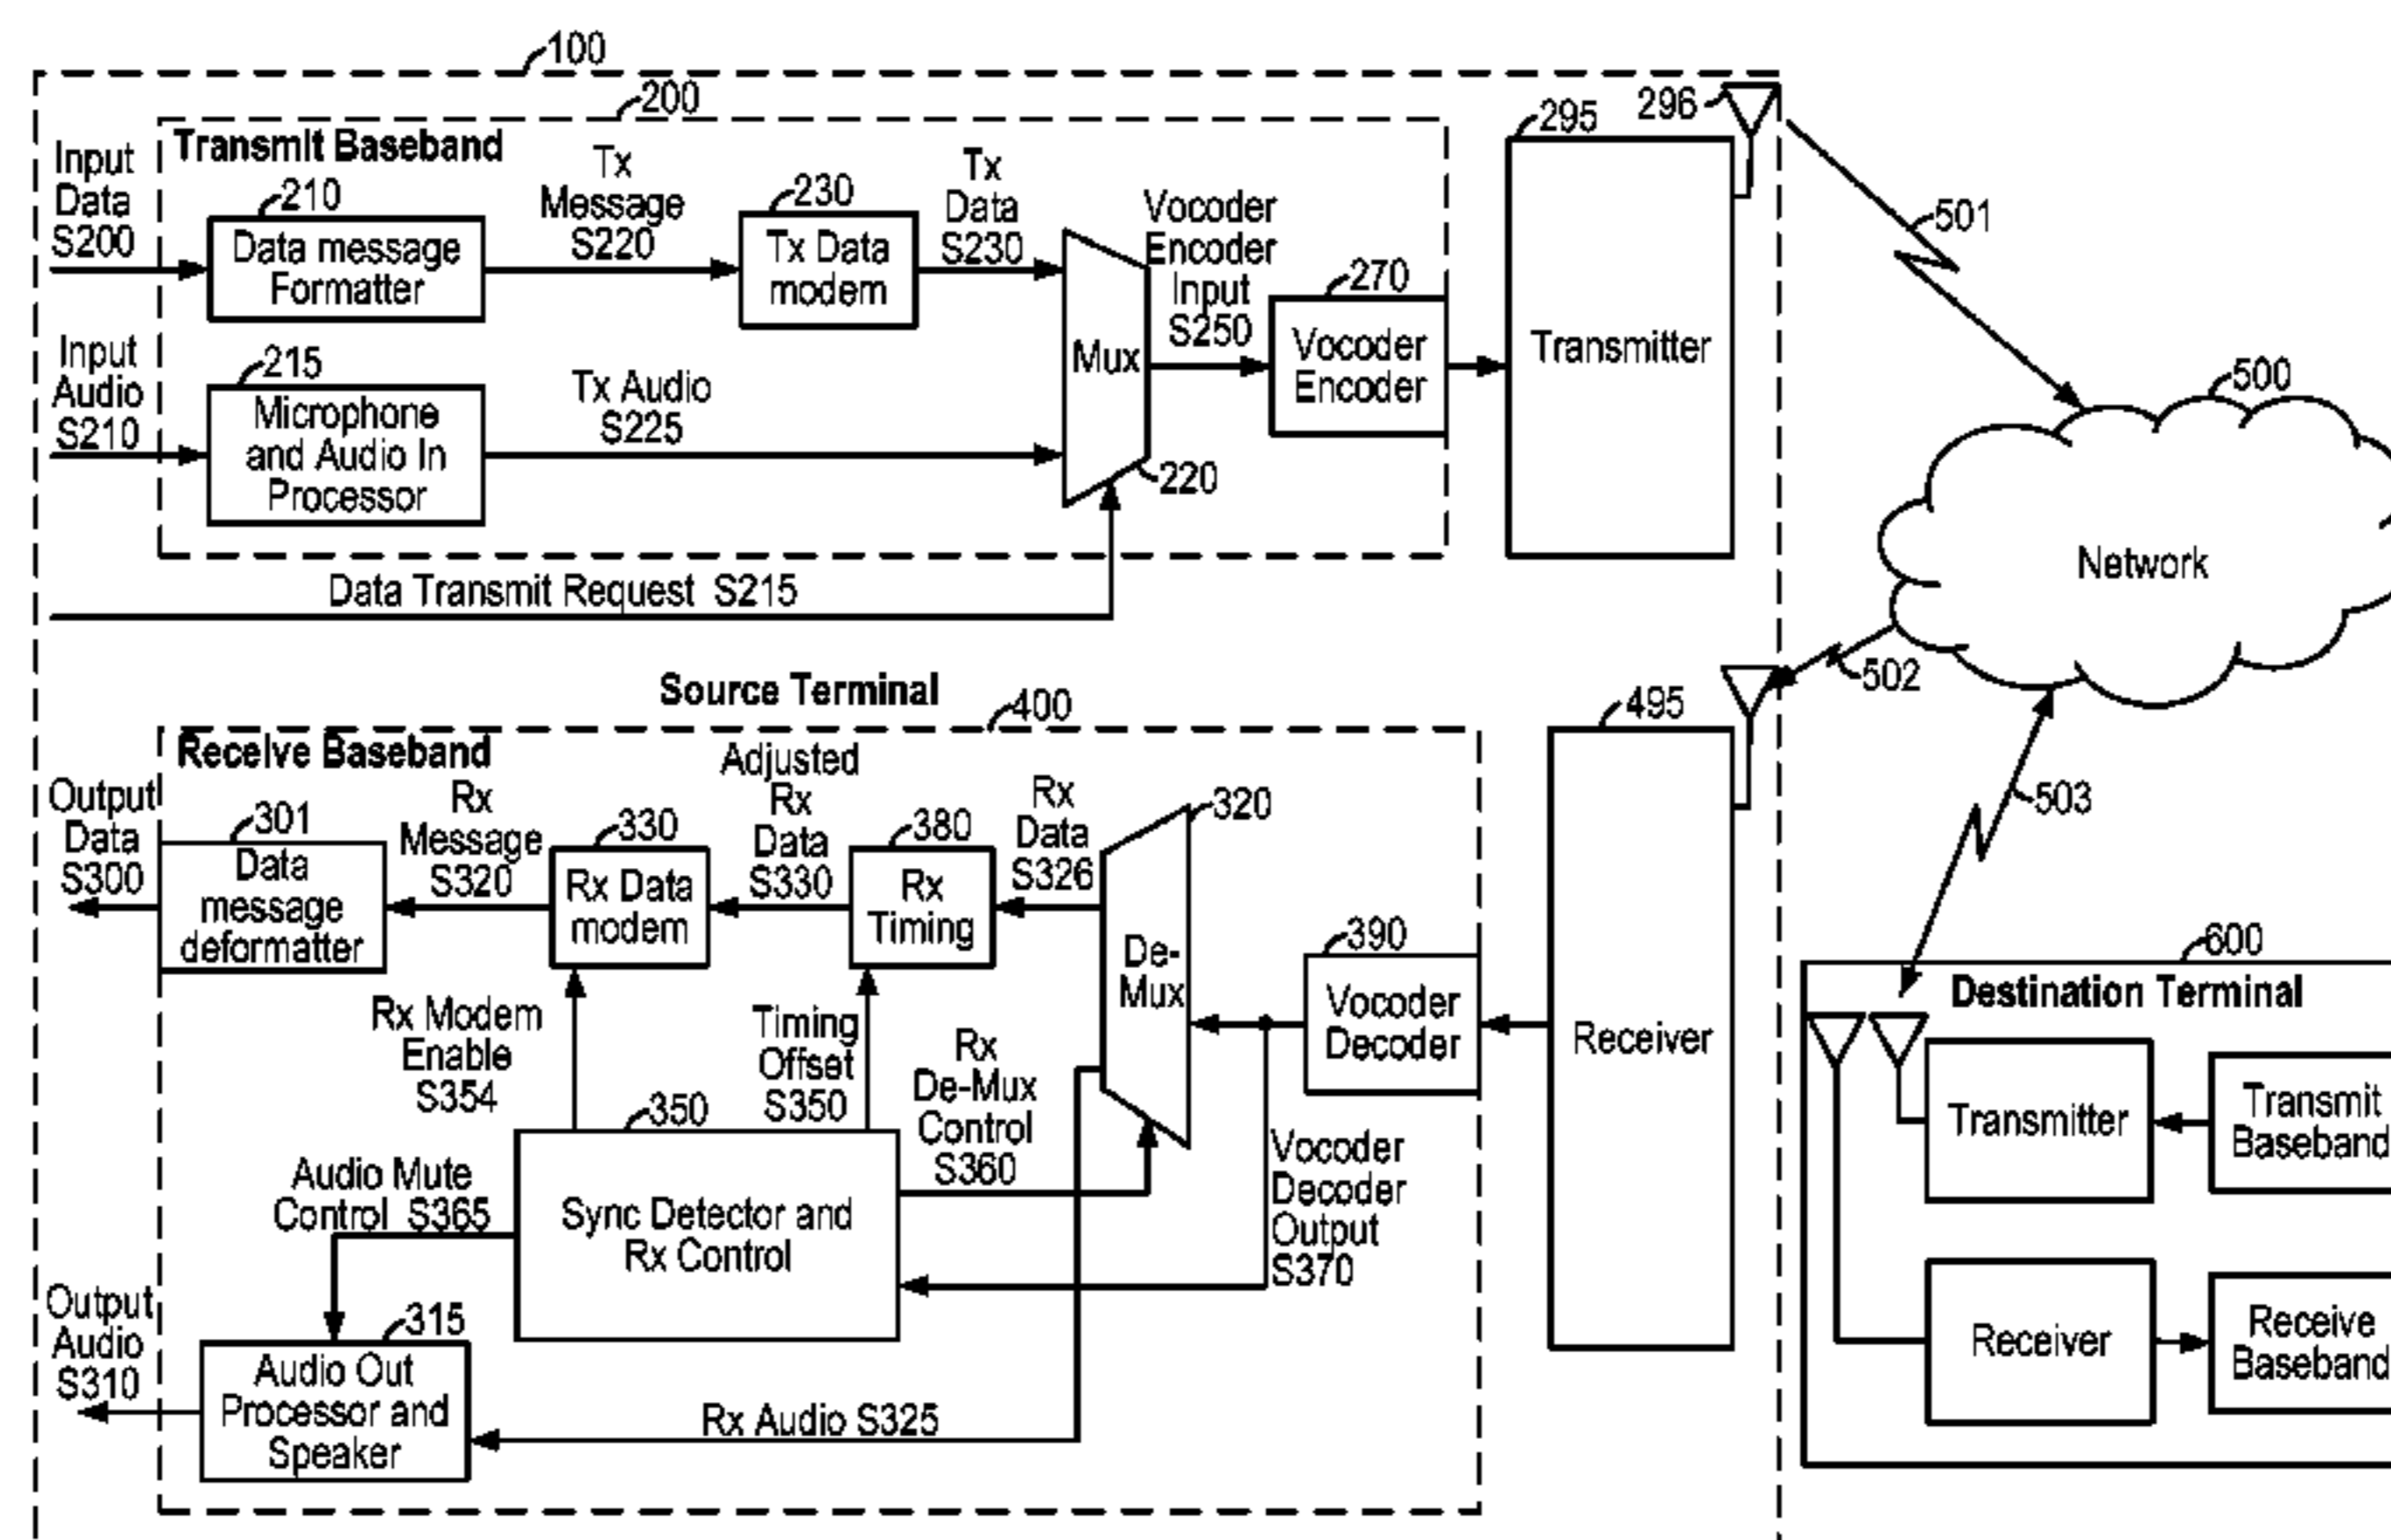 100
200
Transmit Baseband
Input
Data
S200
210
Data message
Formatter
Tx
Message
S220
230
Tx Data
modem
Tx
Data
S230
Vocoder
Encoder
Input
S250
Mux
220
270
Vocoder
Encoder
295
Transmitter
296
501
500
Network
Input
Audio
S210
215
Microphone
and Audio In
Processor
Tx Audio
S225
Data Transmit Request S215
502
503
Source Terminal
400
Receive Baseband
Output
Data
S300
301
Data
message
deformatter
Rx
Message
S320
330
Rx Data
modem
Adjusted
Rx
Data
S330
380
Rx
Timing
Rx
Data
S326
320
De-
Mux
390
Vocoder
Decoder
495
Receiver
Rx Modem
Enable
S354
Timing
Offset
S350
Rx
De-Mux
Control
S360
Vocoder
Decoder
Output
S370
350
Sync Detector and
Rx Control
Audio Mute
Control S365
Output
Audio
S310
315
Audio Out
Processor and
Speaker
Rx Audio S325
600
Destination Terminal
Transmitter
Transmit
Baseband
Receiver
Receive
Baseband